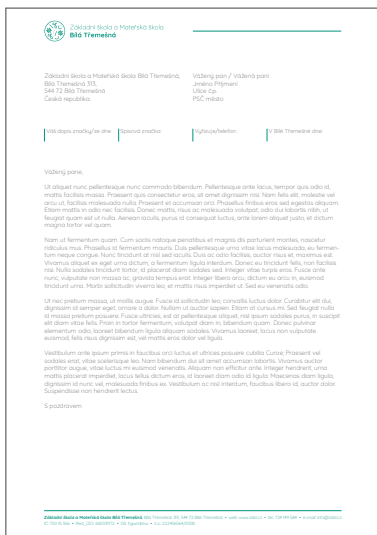 Základní škola a Mateřská škola
Bílá Třemešná
Základní škola a Mateřská škola Bílá Třemešná,
Bílá Třemešná 313,
544 72 Bílá Třemešná
Česká republika
Vážený pan / Vážená paní
Jméno Příjmení
Ulice čp.
PSČ město
Váš dopis značky/ze dne
Spisová značka
Vyřizuje/telefon
V Bílé Třemešné dne
Vážený pane,
Ut aliquet nunc pellentesque nunc commodo bibendum. Pellentesque ante lacus, tempor quis odio id,
mattis facilisis massa. Praesent quis consectetur eros, sit amet viverra eros. Nam felis elit, molestie vel
arcu ut, facilisis malesuada nulla. Praesent et accumsan orci. Phasellus finibus eros sed egestas aliquam.
Etiam mattis in odio nec facilisis. Donec mattis, risus ac malesuada volutpat, odio dui lobortis nibh, ut
feugiat quam est ut nulla. Aenean iaculis, purus id consequat luctus, ante lorem aliquet justo, et dictum
magna tortor vel quam.
Nam ut fermentum quam. Cum sociis natoque penatibus et magnis dis parturient montes, nascetur
ridiculus mus. Phasellus id fermentum mauris. Duis pellentesque urna vitae lacus malesuada, eu fermen-
tum neque congue. Nunc tincidunt at nisl sed iaculis. Duis ac odio facilisis, auctor risus et, maximus est.
Vivamus aliquet ex eget urna dictum, a fermentum ligula interdum. Donec eu tincidunt felis, non facilisis
nisl. Nulla sodales tincidunt odio, id placerat diam sodales sed. Integer vitae turpis eros. Fusce ante
nunc, vulputate non massa ac, gravida tempus erat. Integer libero arcu, dictum eu arcu in, euismod
tincidunt urna. Morbi sollicitudin viverra leo, et mattis risus imperdiet ut. Sed eu venenatis odio.
Ut nec pretium massa, ut mollis augue. Fusce id sollicitudin leo, convallis luctus dolor. Curabitur elit dui,
dignissim id semper eget, ornare a dolor. Nullam ut auctor sapien. Etiam at cursus mi. Sed feugiat nulla
id massa pretium posuere. Fusce ultricies, est at pellentesque aliquet, nisl ipsum sodales purus, in suscipit
elit diam vitae felis. Proin in tortor fermentum, volutpat diam in, bibendum quam. Donec pulvinar
elementum odio, laoreet bibendum ligula aliquam sodales. Vivamus laoreet, lacus non vulputate
euismod, felis risus dignissim est, vel mattis eros dolor vel ligula.
Vestibulum ante ipsum primis in faucibus orci luctus et ultrices posuere cubilia Curae; Praesent vel
sodales erat, vitae scelerisque leo. Nam bibendum dui sit amet accumsan lobortis. Vivamus auctor
porttitor augue, vitae luctus mi euismod venenatis. Aliquam non efficitur ante. Integer hendrerit, urna
mattis placerat imperdiet, lacus tellus dictum eros, id laoreet diam odio id ligula. Maecenas diam ligula,
dignissim id nunc vel, malesuada finibus ex. Vestibulum ac nisl interdum, faucibus libero id, auctor dolor.
Suspendisse non hendrerit lectus.
S pozdravem
Základní škola a Mateřská škola Bílá Třemešná